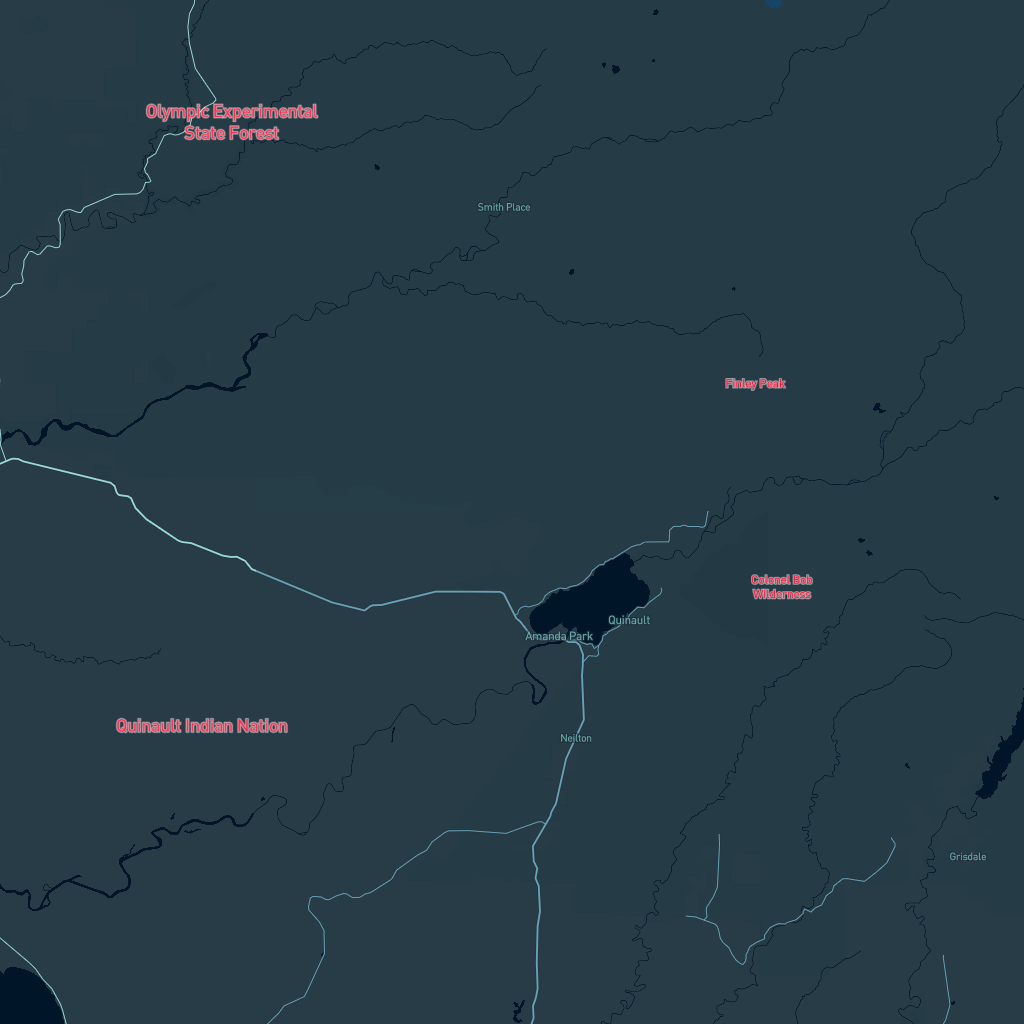 Olympic Experimental
State Forest
Smith Place
Finley Peak
Colonel Bob
Wilderness
Quinault
Amanda Park
Quinault Indian Nation
Neilton
Grisdale